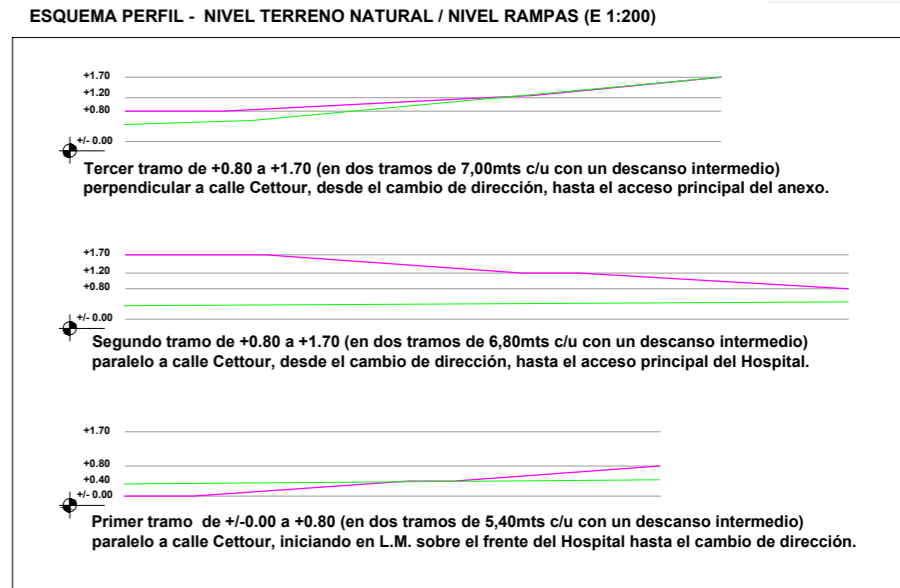 ESQUEMA PERFIL - NIVEL TERRENO NATURAL / NIVEL RAMPAS (E 1:200)
+1.70
+1.20
+0.80
+/- 0.00
Tercer tramo de +0.80 a +1.70 (en dos tramos de 7,00mts c/u con un descanso intermedio)
perpendicular a calle Cettour, desde el cambio de dirección, hasta el acceso principal del anexo.
+1.70
+1.20
+0.80
+/- 0.00
Segundo tramo de +0.80 a +1.70 (en dos tramos de 6,80mts c/u con un descanso intermedio)
paralelo a calle Cettour, desde el cambio de dirección, hasta el acceso principal del Hospital.
+1.70
+0.80
+0.40
+/- 0.00
Primer tramo de +/-0.00 a +0.80 (en dos tramos de 5,40mts c/u con un descanso intermedio)
paralelo a calle Cettour, iniciando en L.M. sobre el frente del Hospital hasta el cambio de dirección.